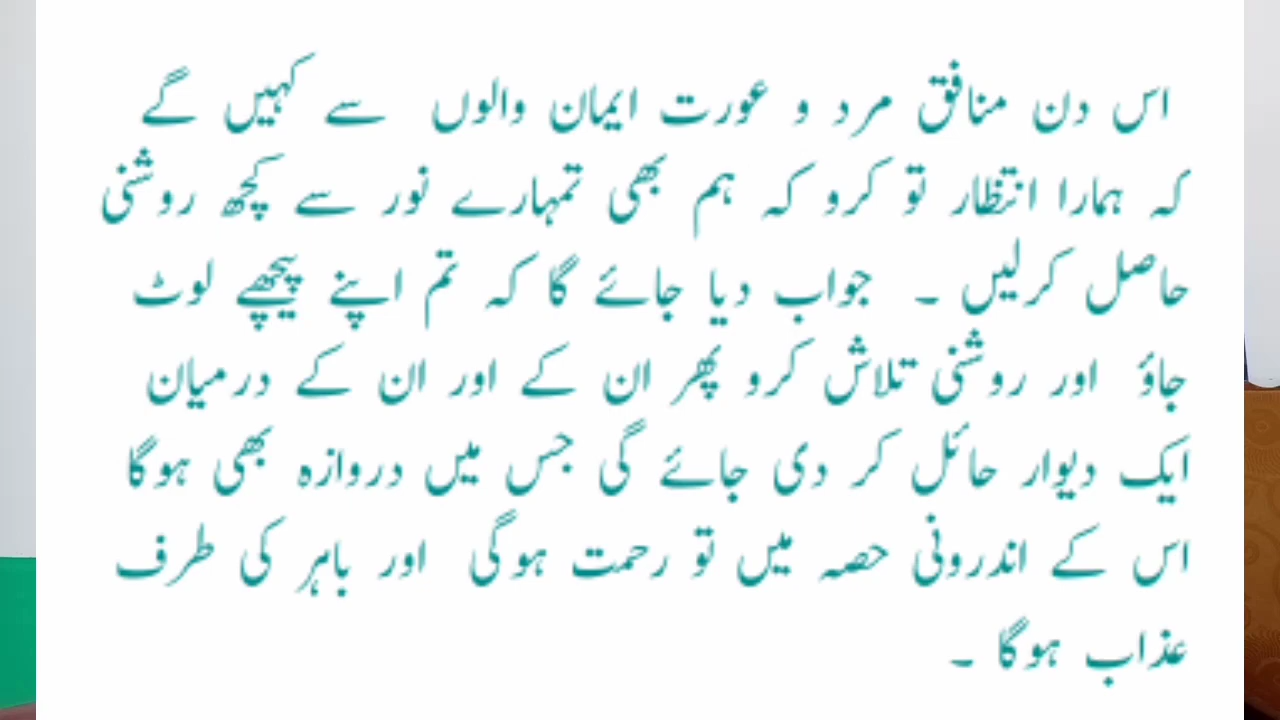 اس دن منافق مرد و عورت ایمان والوں سے کہیں گے
کہ ہمارا انتظار تو کرو کہ ہم بھی تمہارے نور سے کچھ روشنی
حاصل کرلیں ۔ جواب دیا جائے گا کہ تم اپنے پیچھے لوٹ
جاؤ اور روشنی تلاش کرو پھر ان کے اور ان کے درمیان
ایک دیوار حائل کر دی جائے گی جس میں دروازہ بھی ہوگا
اس کے اندرونی حصہ میں تو رحمت ہوگی اور باہر کی طرف
عذاب ہوگا ۔